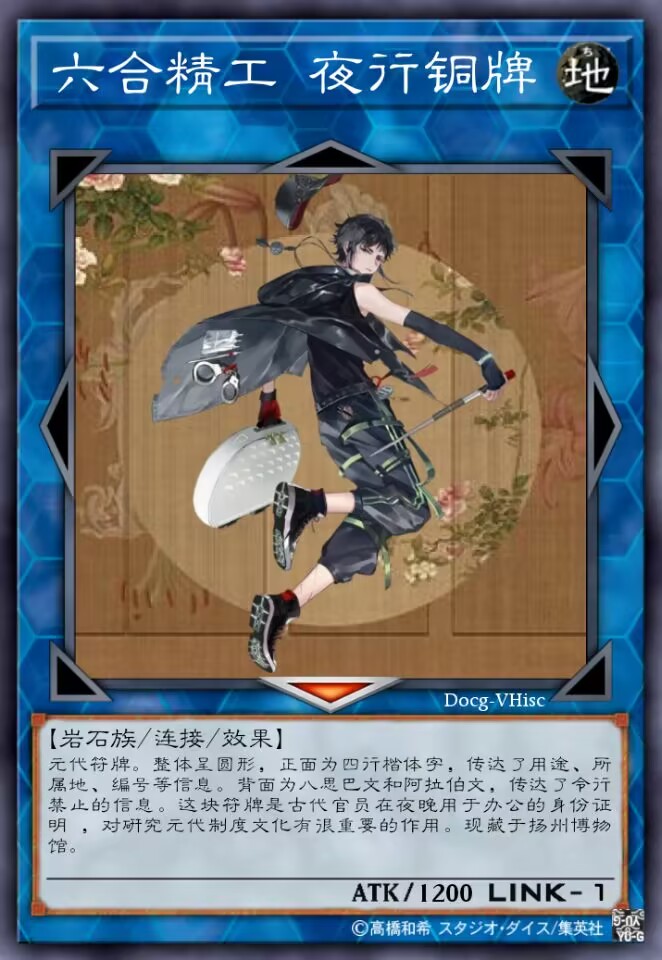 六合精工 夜行铜牌
ち
地
Docg-VHisc
【岩石族/连接/效果】
元代符牌。整体呈圆形，正面为四行楷体字，传达了用途、所
属地、编号等信息。背面为八思巴文和阿拉伯文，传达了令行
禁止的信息。这块符牌是古代官员在夜晚用于办公的身份证
明 ，对研究元代制度文化有很重要的作用。现藏于扬州博物
馆。
ATK/1200 LINK-1
©高橋和希 スタジオ・ダイス/集英社